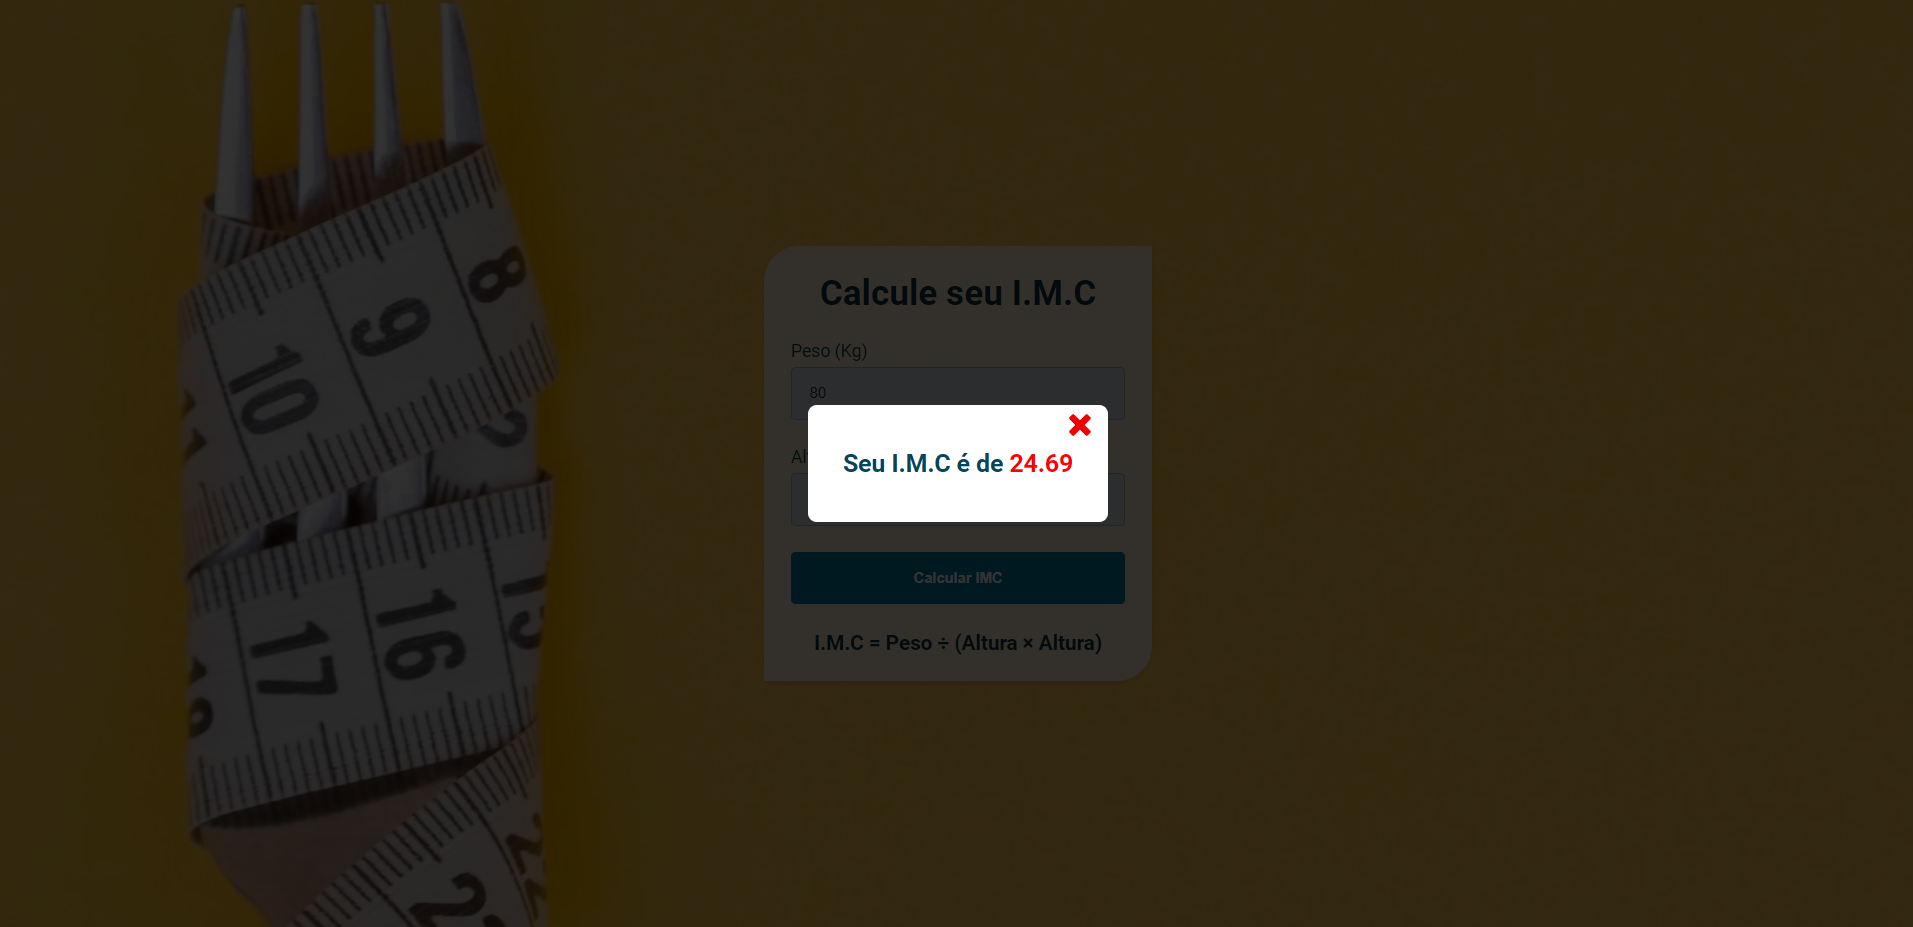 Calcule seu I.M.C
Peso (Kg)
80
Seu I.M.C é de 24.69
Calcular IMC
I.M.C = Peso ÷ (Altura × Altura)
8
9
10
16
17